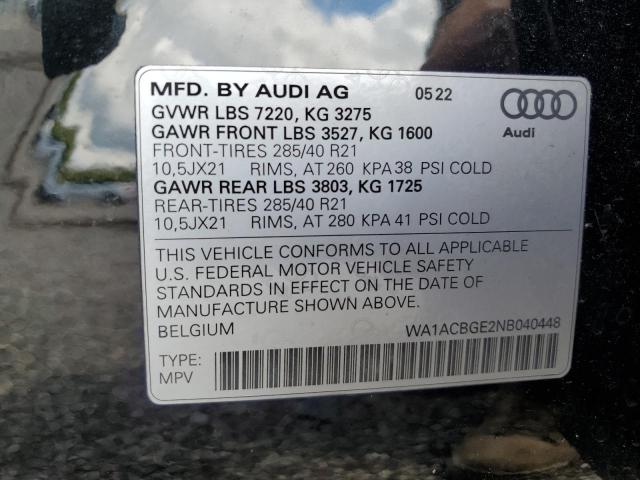 MFD. BY AUDI AG 05 22
GVWR LBS 7220, KG 3275
GAWR FRONT LBS 3527, KG 1600
FRONT-TIRES 285/40 R21
10,5JX21 RIMS, AT 260 KPA 38 PSI COLD
GAWR REAR LBS 3803, KG 1725
REAR-TIRES 285/40 R21
10,5JX21 RIMS, AT 280 KPA 41 PSI COLD
Audi
THIS VEHICLE CONFORMS TO ALL APPLICABLE
U.S. FEDERAL MOTOR VEHICLE SAFETY
STANDARDS IN EFFECT ON THE DATE OF
MANUFACTURE SHOWN ABOVE.
BELGIUM WA1ACBGE2NB040448
TYPE:
MPV